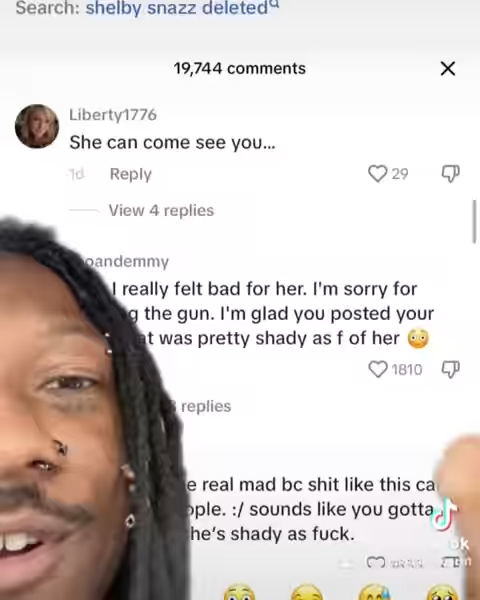 Search: shelby snazz deleted
19,744 comments
Liberty1776
She can come see you...
1d Reply
29
View 4 replies
oandemmy
I really felt bad for her. I'm sorry for
the gun. I'm glad you posted your
was pretty shady as f of her 😳
1810
replies
real mad bc shit like this
sounds like you gotta
he's shady as fuck.